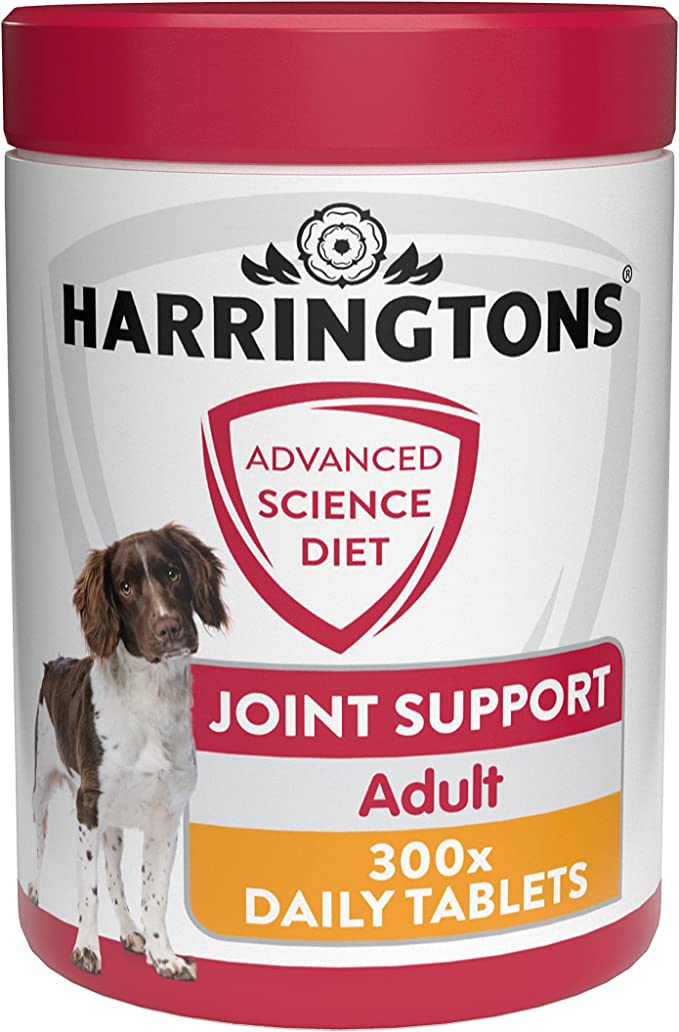 HARRINGTONS®
ADVANCED
SCIENCE
DIET
JOINT SUPPORT
Adult
300x
DAILY TABLETS